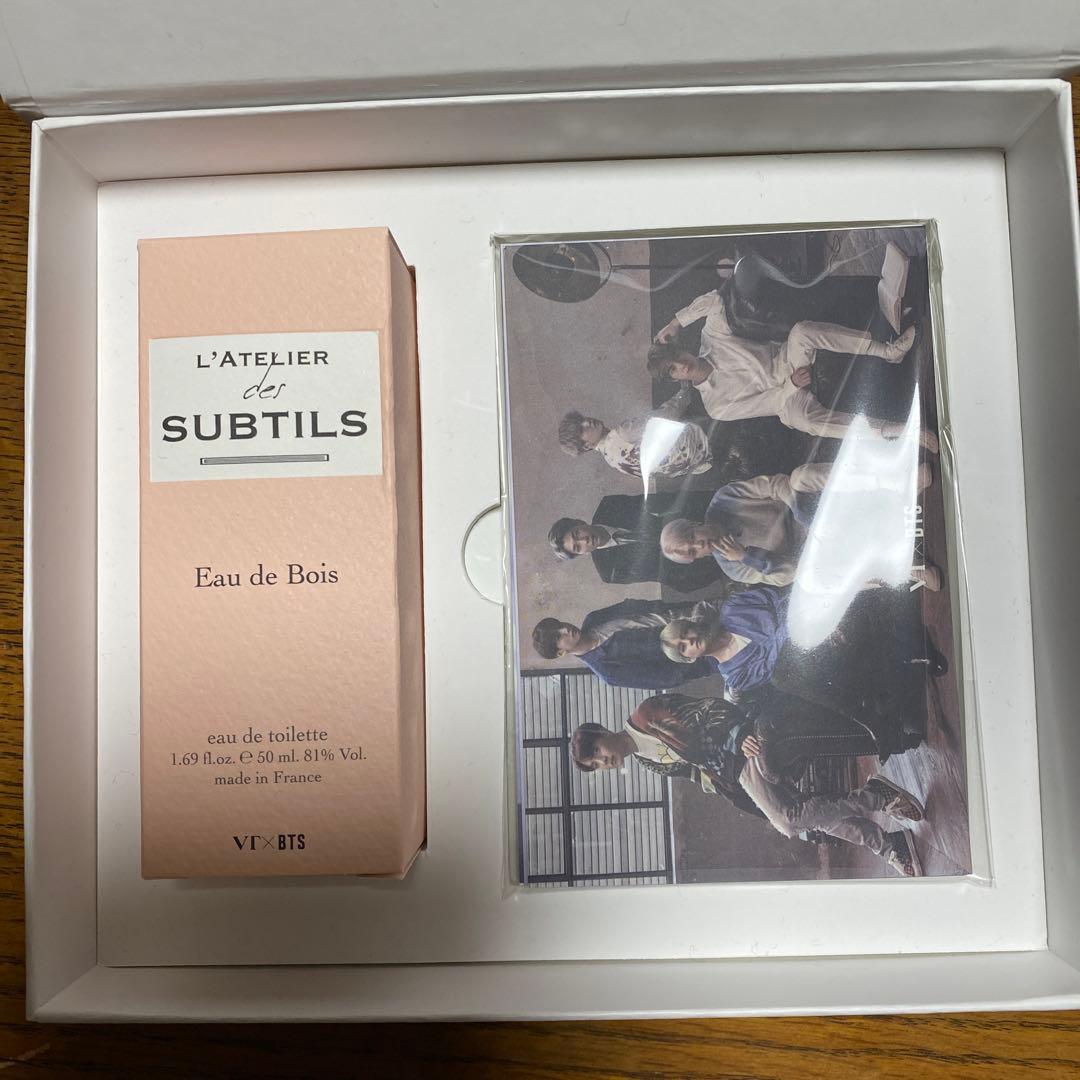 L'ATELIER
des
SUBTILS
Eau de Bois
eau de toilette
1.69 fl.oz. ℮ 50 ml. 81% Vol.
made in France
VT×BTS
VT×BTS